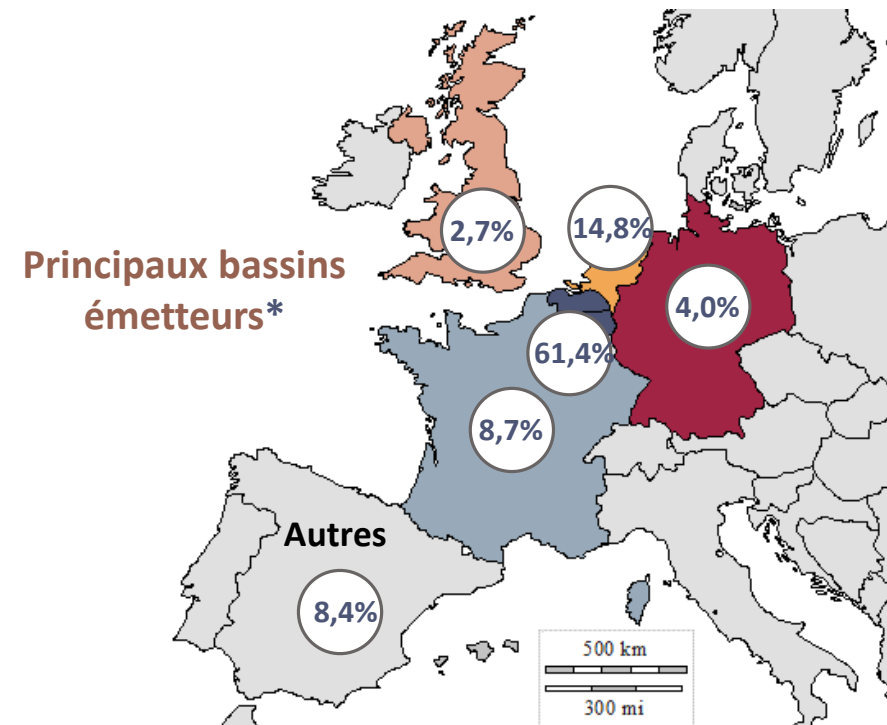 2,7%
14,8%
Principaux bassins
émetteurs*
4,0%
61,4%
8,7%
Autres
8,4%
500 km
300 mi